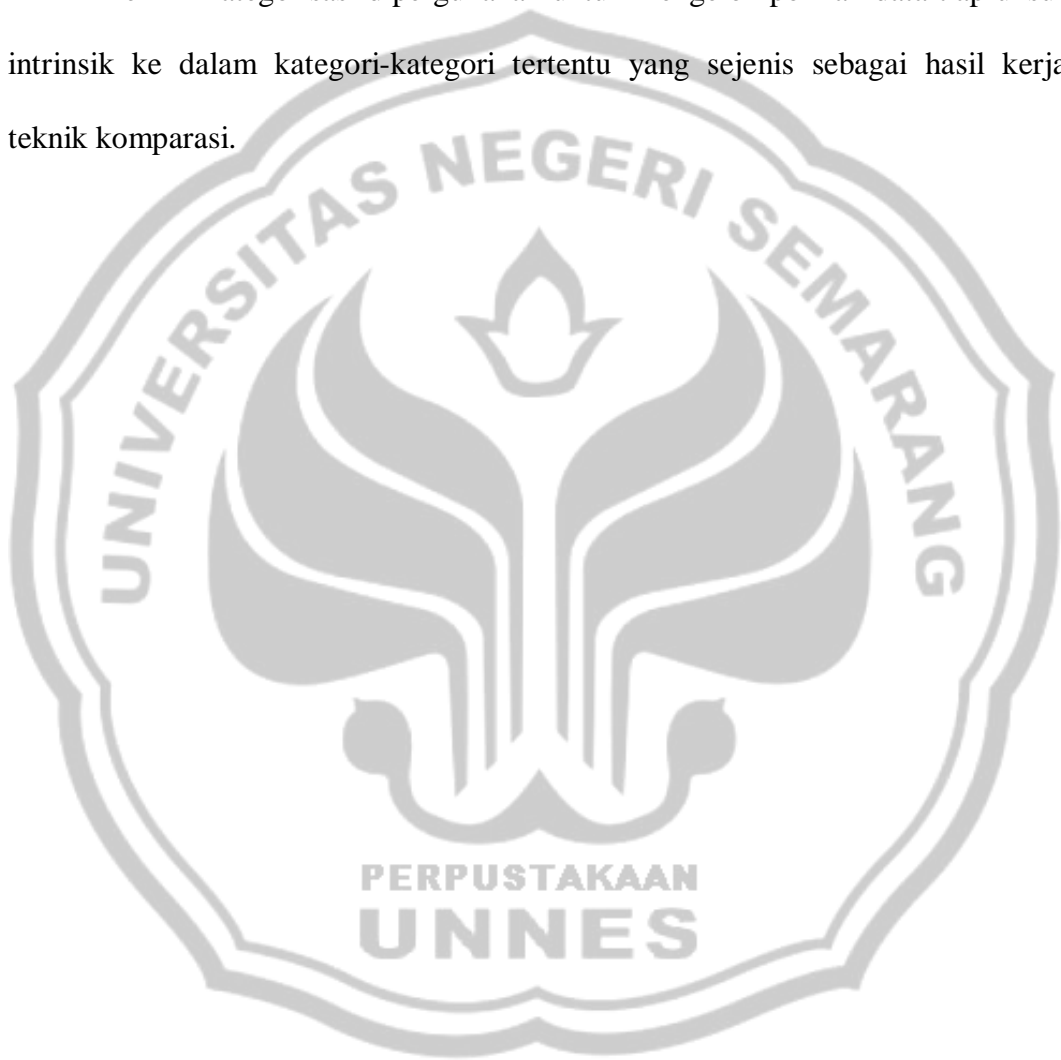 intrinsik ke dalam kategori-kategori tertentu yang sejenis sebagai hasil kerja
teknik komparasi.
UNIVERSITAS NEGERI SEMARANG
PERPUSTAKAAN
UNNES